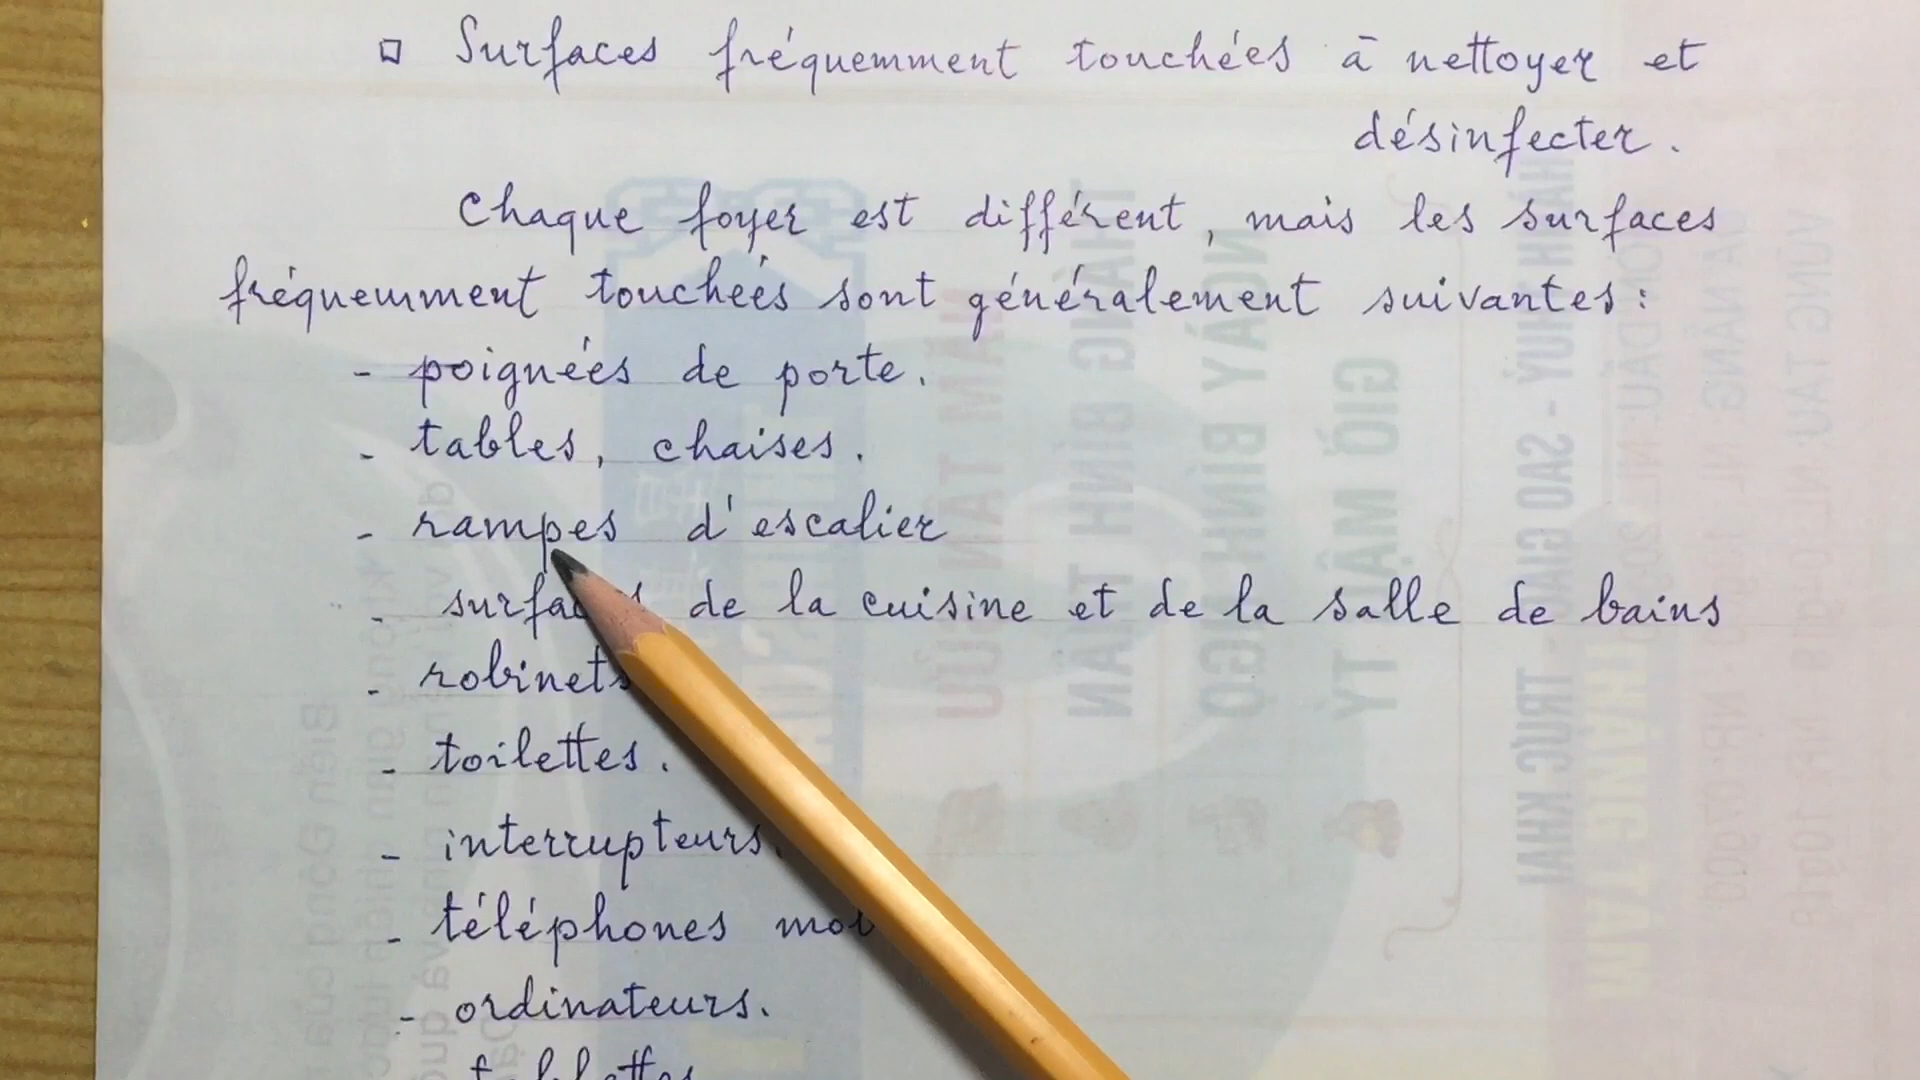 □ Surfaces fréquemment touchées à nettoyer et
désinfecter.
Chaque foyer est différent, mais les surfaces
fréquemment touchées sont généralement suivantes :
- poignées de porte.
- tables, chaises.
- rampes d'escalier
- surfaces de la cuisine et de la salle de bains
- robinets
- toilettes.
- interrupteurs.
- téléphones
- ordinateurs.